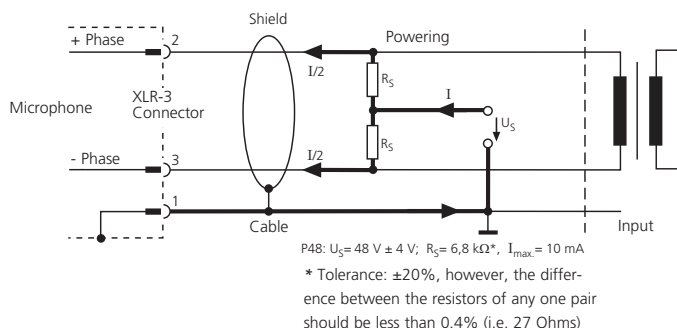 Shield
+ Phase
2
Powering
I/2
R_S
I
Microphone
XLR-3
Connector
U_S
R_S
- Phase
3
I/2
1
Cable
Input
P48: U_S= 48 V ± 4 V; R_S= 6,8 kΩ*, I_max.= 10 mA
* Tolerance: ±20%, however, the differ-
ence between the resistors of any one pair
should be less than 0.4% (i.e. 27 Ohms)